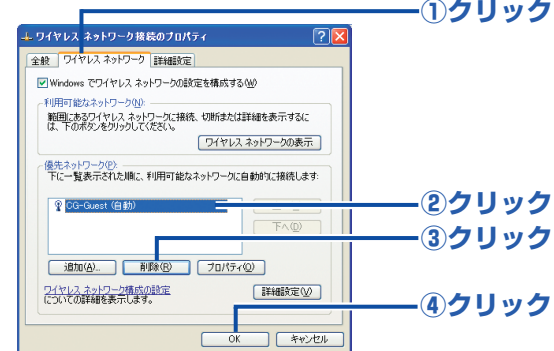 ①クリック
ワイヤレス ネットワーク接続のプロパティ
全般 ワイヤレス ネットワーク 詳細設定
Windows でワイヤレス ネットワークの設定を構成する(W)
利用可能なネットワーク(N):
範囲にあるワイヤレス ネットワークに接続、切断または詳細を表示するに
は、下のボタンをクリックしてください。
ワイヤレス ネットワークの表示
優先ネットワーク(P):
下に一覧表示された順に、利用可能なネットワークに自動的に接続します:
CG-Guest (自動)
②クリック
下へ(D)
③クリック
追加(A)... 削除(R) プロパティ(O)
ワイヤレス ネットワーク構成の設定
についての詳細を表示します。
詳細設定(V)
④クリック
OK キャンセル